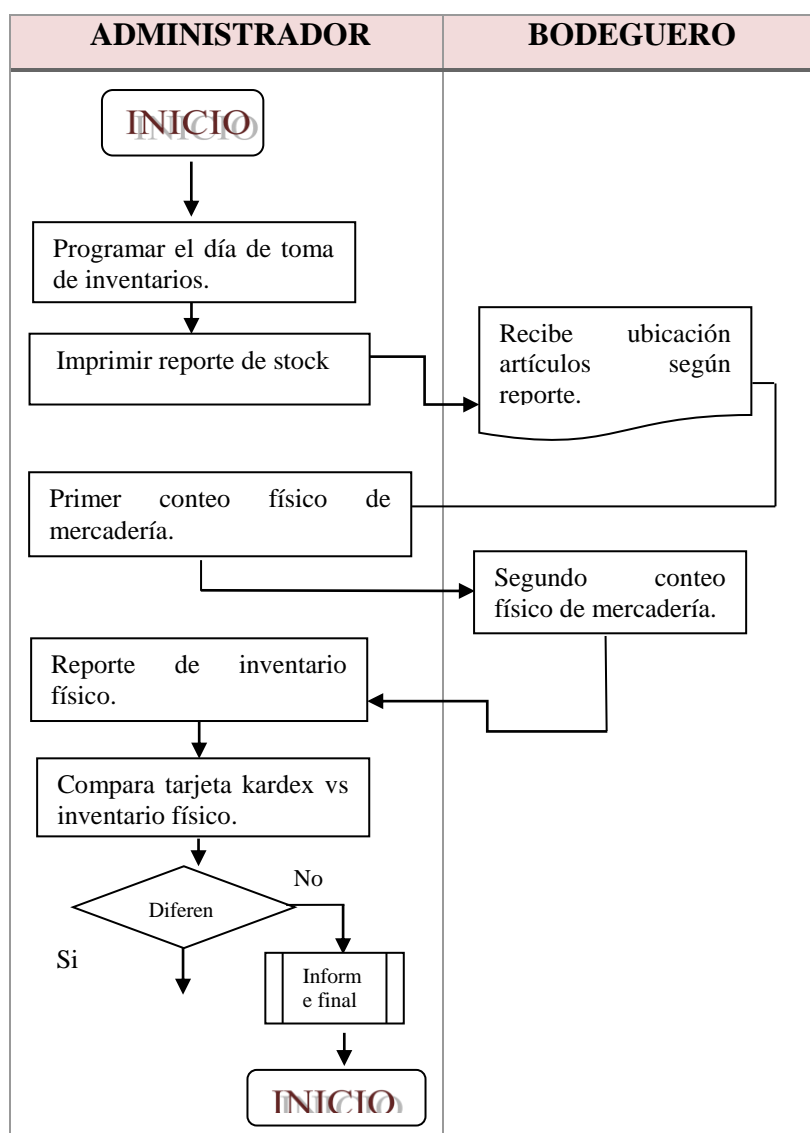 ADMINISTRADOR
BODEGUERO
INICIO
Programar el día de toma
de inventarios.
Imprimir reporte de stock
Recibe ubicación
artículos según
reporte.
Primer conteo físico de
mercadería.
Segundo conteo
físico de mercadería.
Reporte de inventario
físico.
Compara tarjeta kardex vs
inventario físico.
Diferen
No
Si
Inform
e final
INICIO